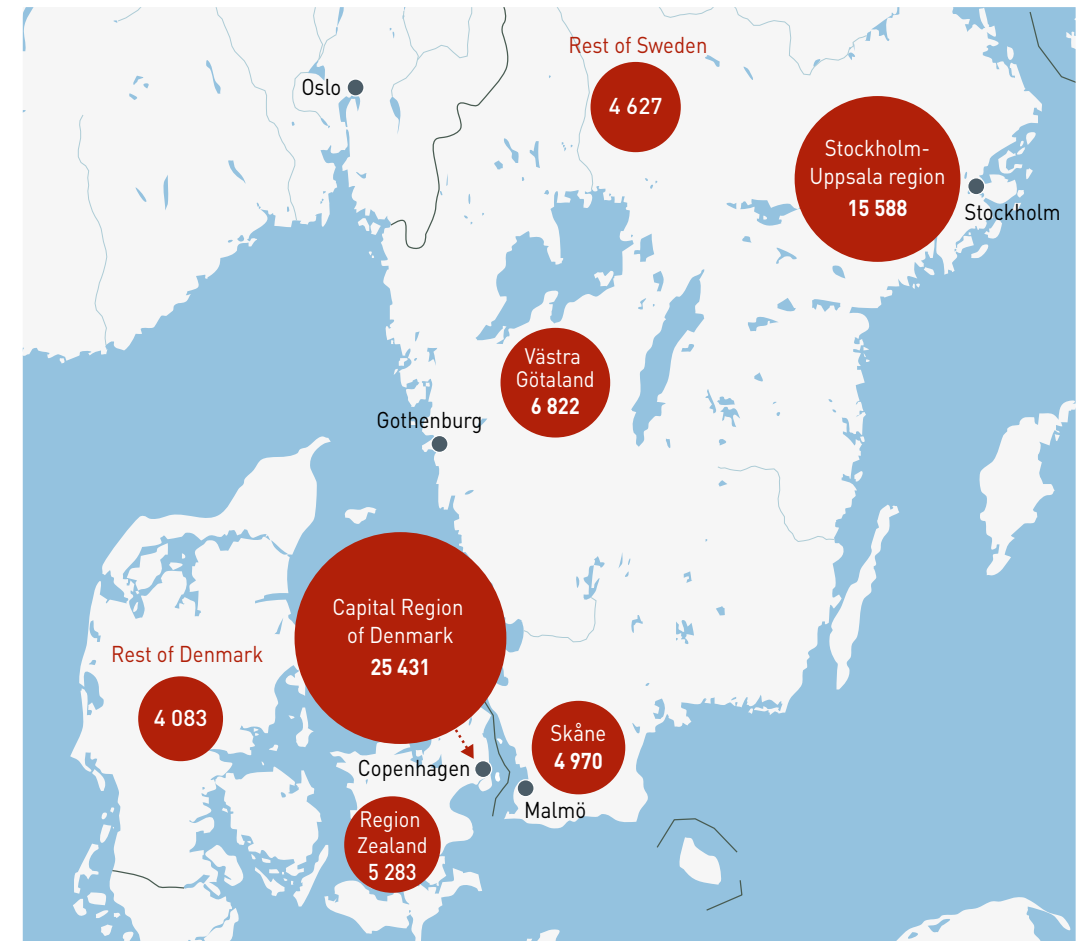 Rest of Sweden
4 627
Oslo
Stockholm-
Uppsala region
15 588
Stockholm
Västra
Götaland
6 822
Gothenburg
Capital Region
of Denmark
25 431
Rest of Denmark
4 083
Skåne
4 970
Copenhagen
Malmö
Region
Zealand
5 283